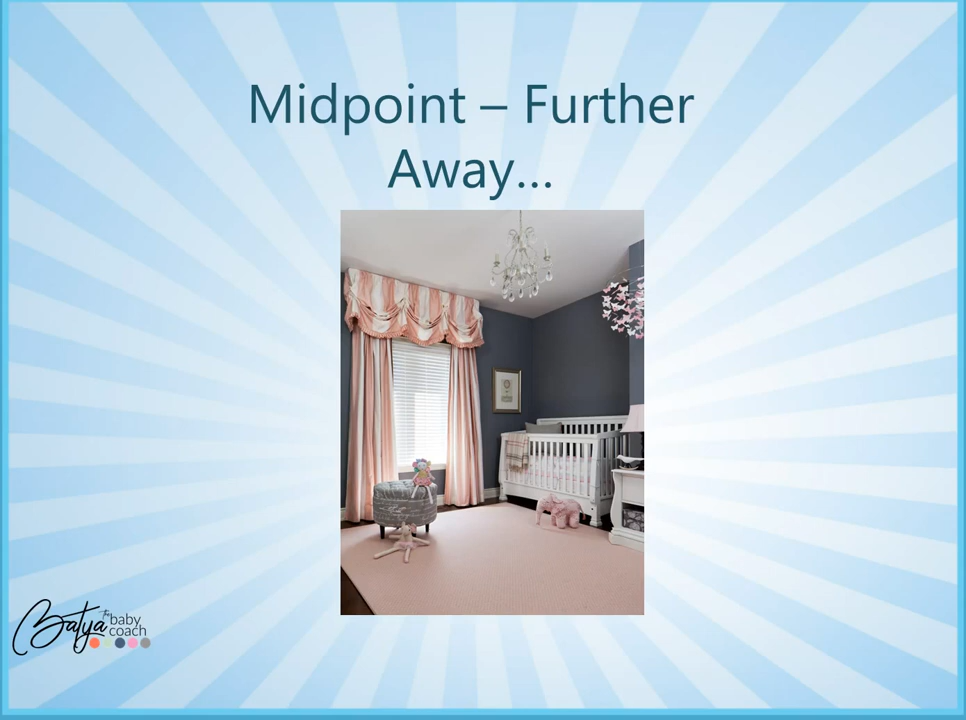 Midpoint – Further
Away...
Batya the baby
coach